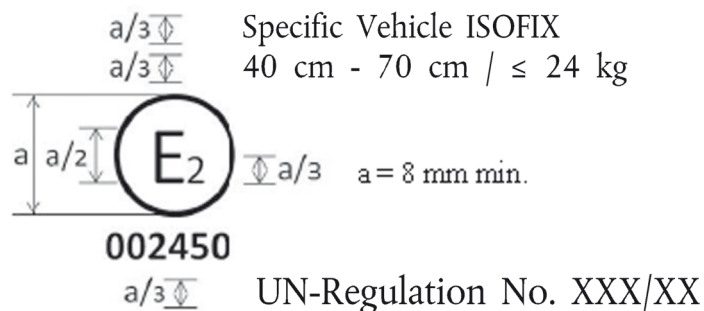 a/3 Specific Vehicle ISOFIX
a/3 40 cm - 70 cm / ≤ 24 kg
a a/2 E2 a/3 a = 8 mm min.
002450
a/3 UN-Regulation No. XXX/XX